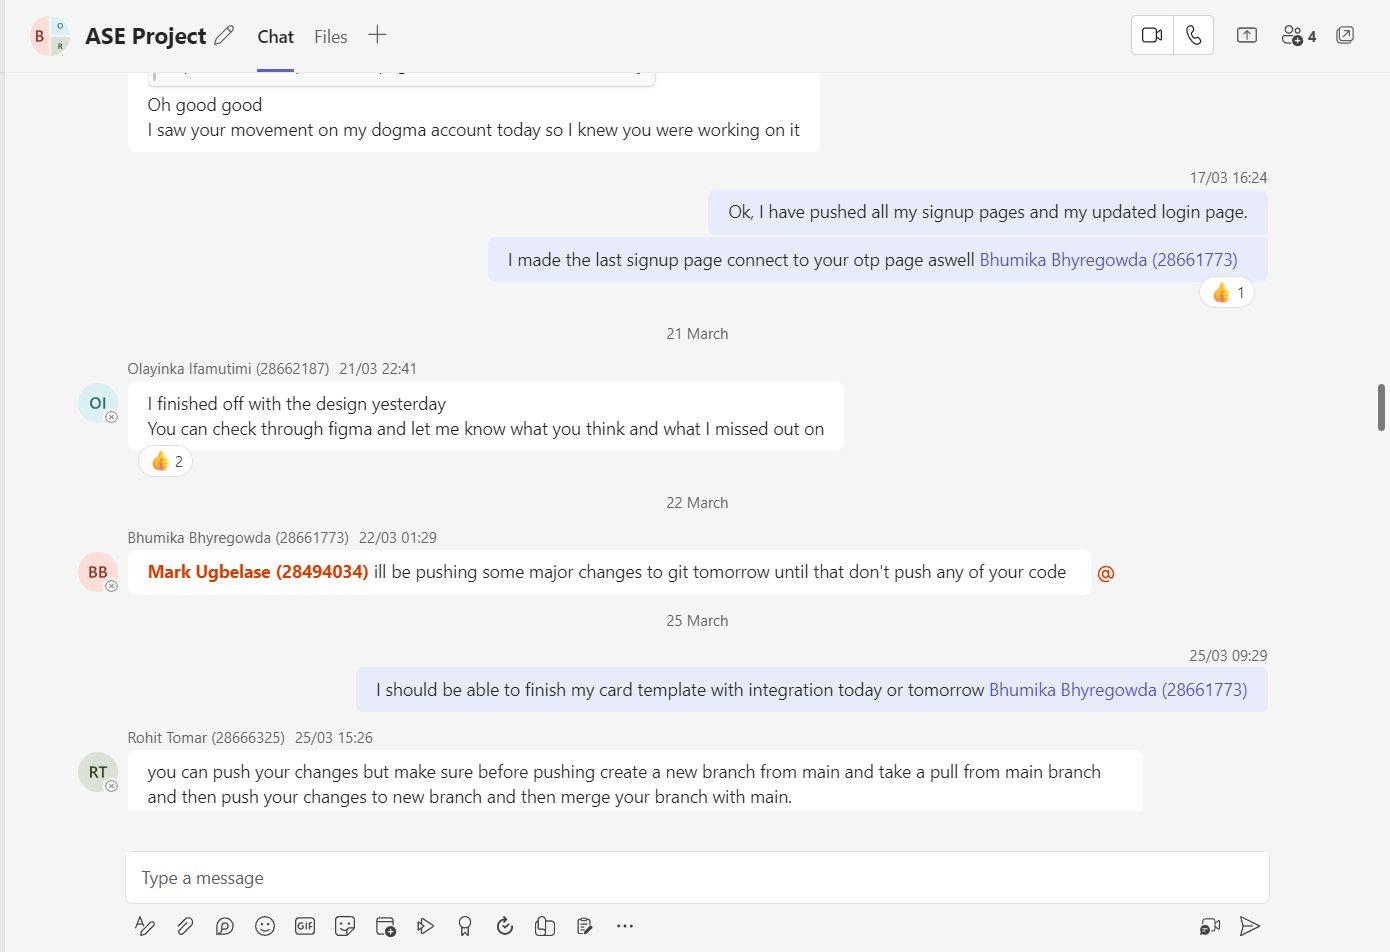 B
O
R
ASE Project
Chat
Files
4
Oh good good
I saw your movement on my dogma account today so I knew you were working on it
17/03 16:24
Ok, I have pushed all my signup pages and my updated login page.
I made the last signup page connect to your otp page aswell Bhumika Bhyregowda (28661773)
1
21 March
Olayinka Ifamutimi (28662187) 21/03 22:41
OI
I finished off with the design yesterday
You can check through figma and let me know what you think and what I missed out on
2
22 March
Bhumika Bhyregowda (28661773) 22/03 01:29
BB
Mark Ugbelase (28494034) ill be pushing some major changes to git tomorrow until that don't push any of your code
@
25 March
25/03 09:29
I should be able to finish my card template with integration today or tomorrow Bhumika Bhyregowda (28661773)
Rohit Tomar (28666325) 25/03 15:26
RT
you can push your changes but make sure before pushing create a new branch from main and take a pull from main branch
and then push your changes to new branch and then merge your branch with main.
Type a message
GIF